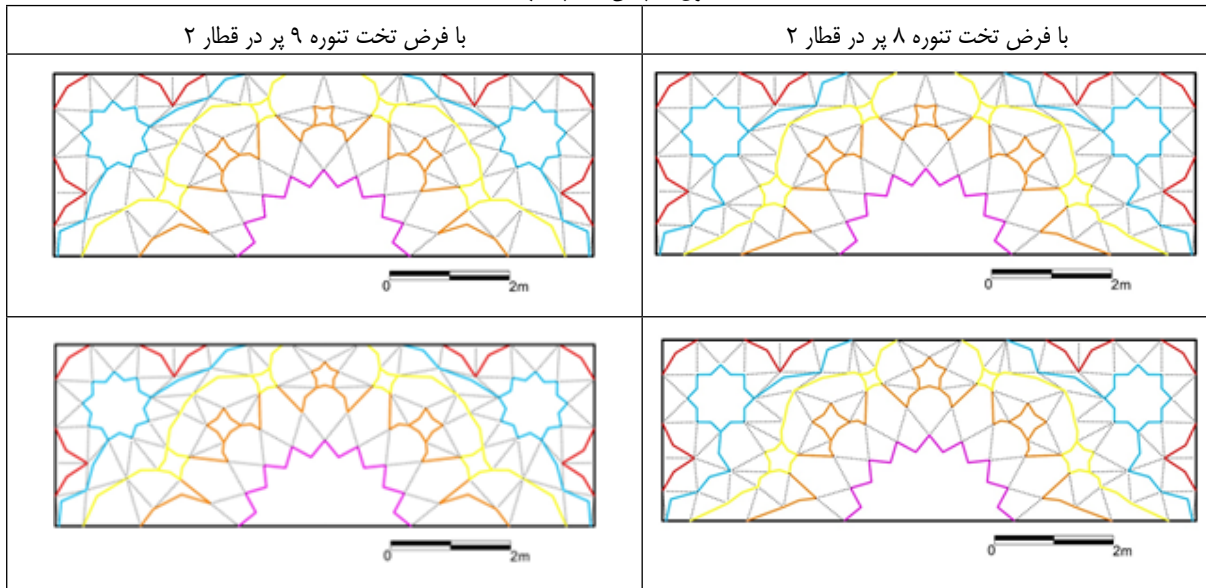 با فرض تخت تنوره ۸ پر در قطار ۲
با فرض تخت تنوره ۹ پر در قطار ۲
0 2m
0 2m
0 2m
0 2m